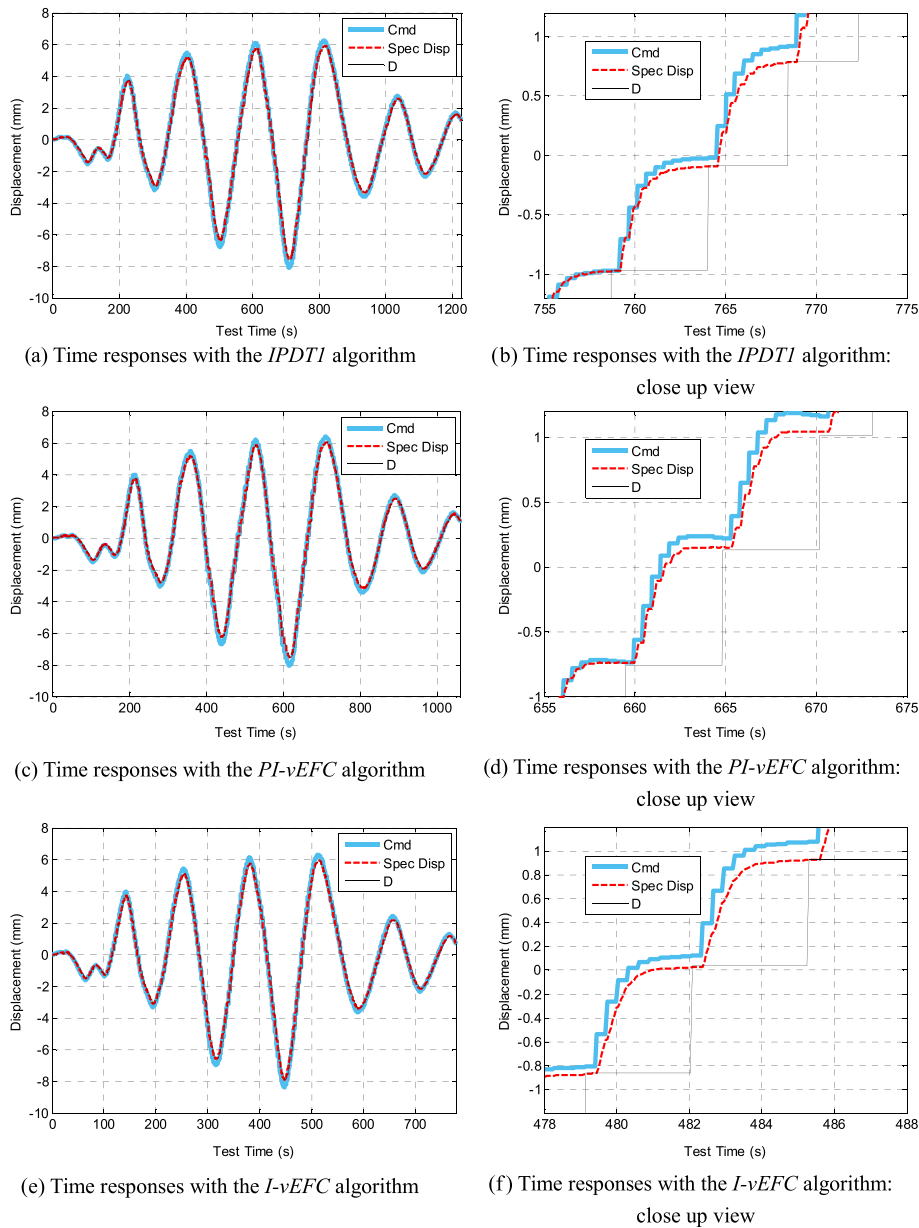 8
6
4
2
0
-2
-4
-6
-8
-10
Displacement (mm)
Cmd
Spec Disp
D
0 200 400 600 800 1000 1200
Test Time (s)
(a) Time responses with the IPDT1 algorithm
1
0.5
0
-0.5
-1
Displacement (mm)
Cmd
Spec Disp
D
755 760 765 770 775
Test Time (s)
(b) Time responses with the IPDT1 algorithm:
close up view
8
6
4
2
0
-2
-4
-6
-8
-10
Displacement (mm)
Cmd
Spec Disp
D
0 200 400 600 800 1000
Test Time (s)
(c) Time responses with the PI-vEFC algorithm
1
0.5
0
-0.5
-1
Displacement (mm)
Cmd
Spec Disp
D
655 660 665 670 675
Test Time (s)
(d) Time responses with the PI-vEFC algorithm:
close up view
8
6
4
2
0
-2
-4
-6
-8
-10
Displacement (mm)
Cmd
Spec Disp
D
0 100 200 300 400 500 600 700
Test Time (s)
(e) Time responses with the I-vEFC algorithm
1
0.8
0.6
0.4
0.2
0
-0.2
-0.4
-0.6
-0.8
-1
Displacement (mm)
Cmd
Spec Disp
D
478 480 482 484 486 488
Test Time (s)
(f) Time responses with the I-vEFC algorithm:
close up view